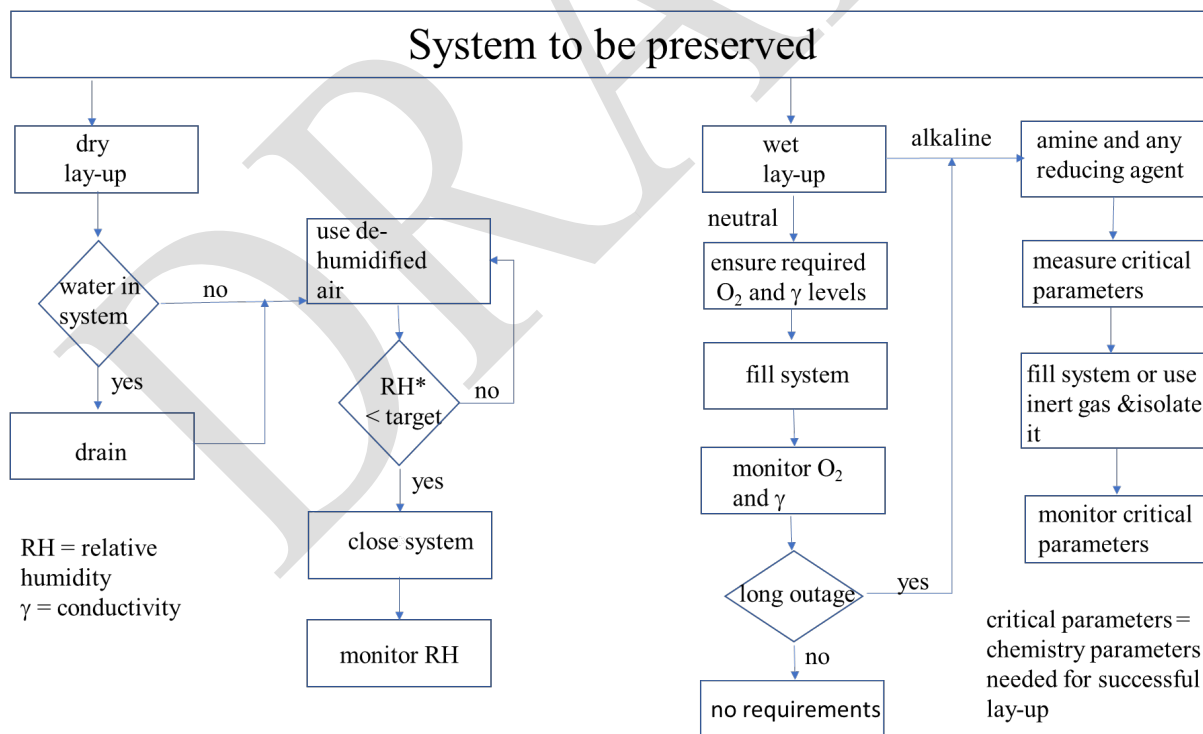 System to be preserved
dry
lay-up
water in
system
no
yes
drain
use de-
humidified
air
RH*
< target
no
yes
close system
monitor RH
RH = relative
humidity
γ = conductivity
wet
lay-up
alkaline
neutral
ensure required
O₂ and γ levels
fill system
monitor O₂
and γ
long outage
yes
no
no requirements
amine and any
reducing agent
measure critical
parameters
fill system or use
inert gas &isolate
it
monitor critical
parameters
critical parameters =
chemistry parameters
needed for successful
lay-up
DRA